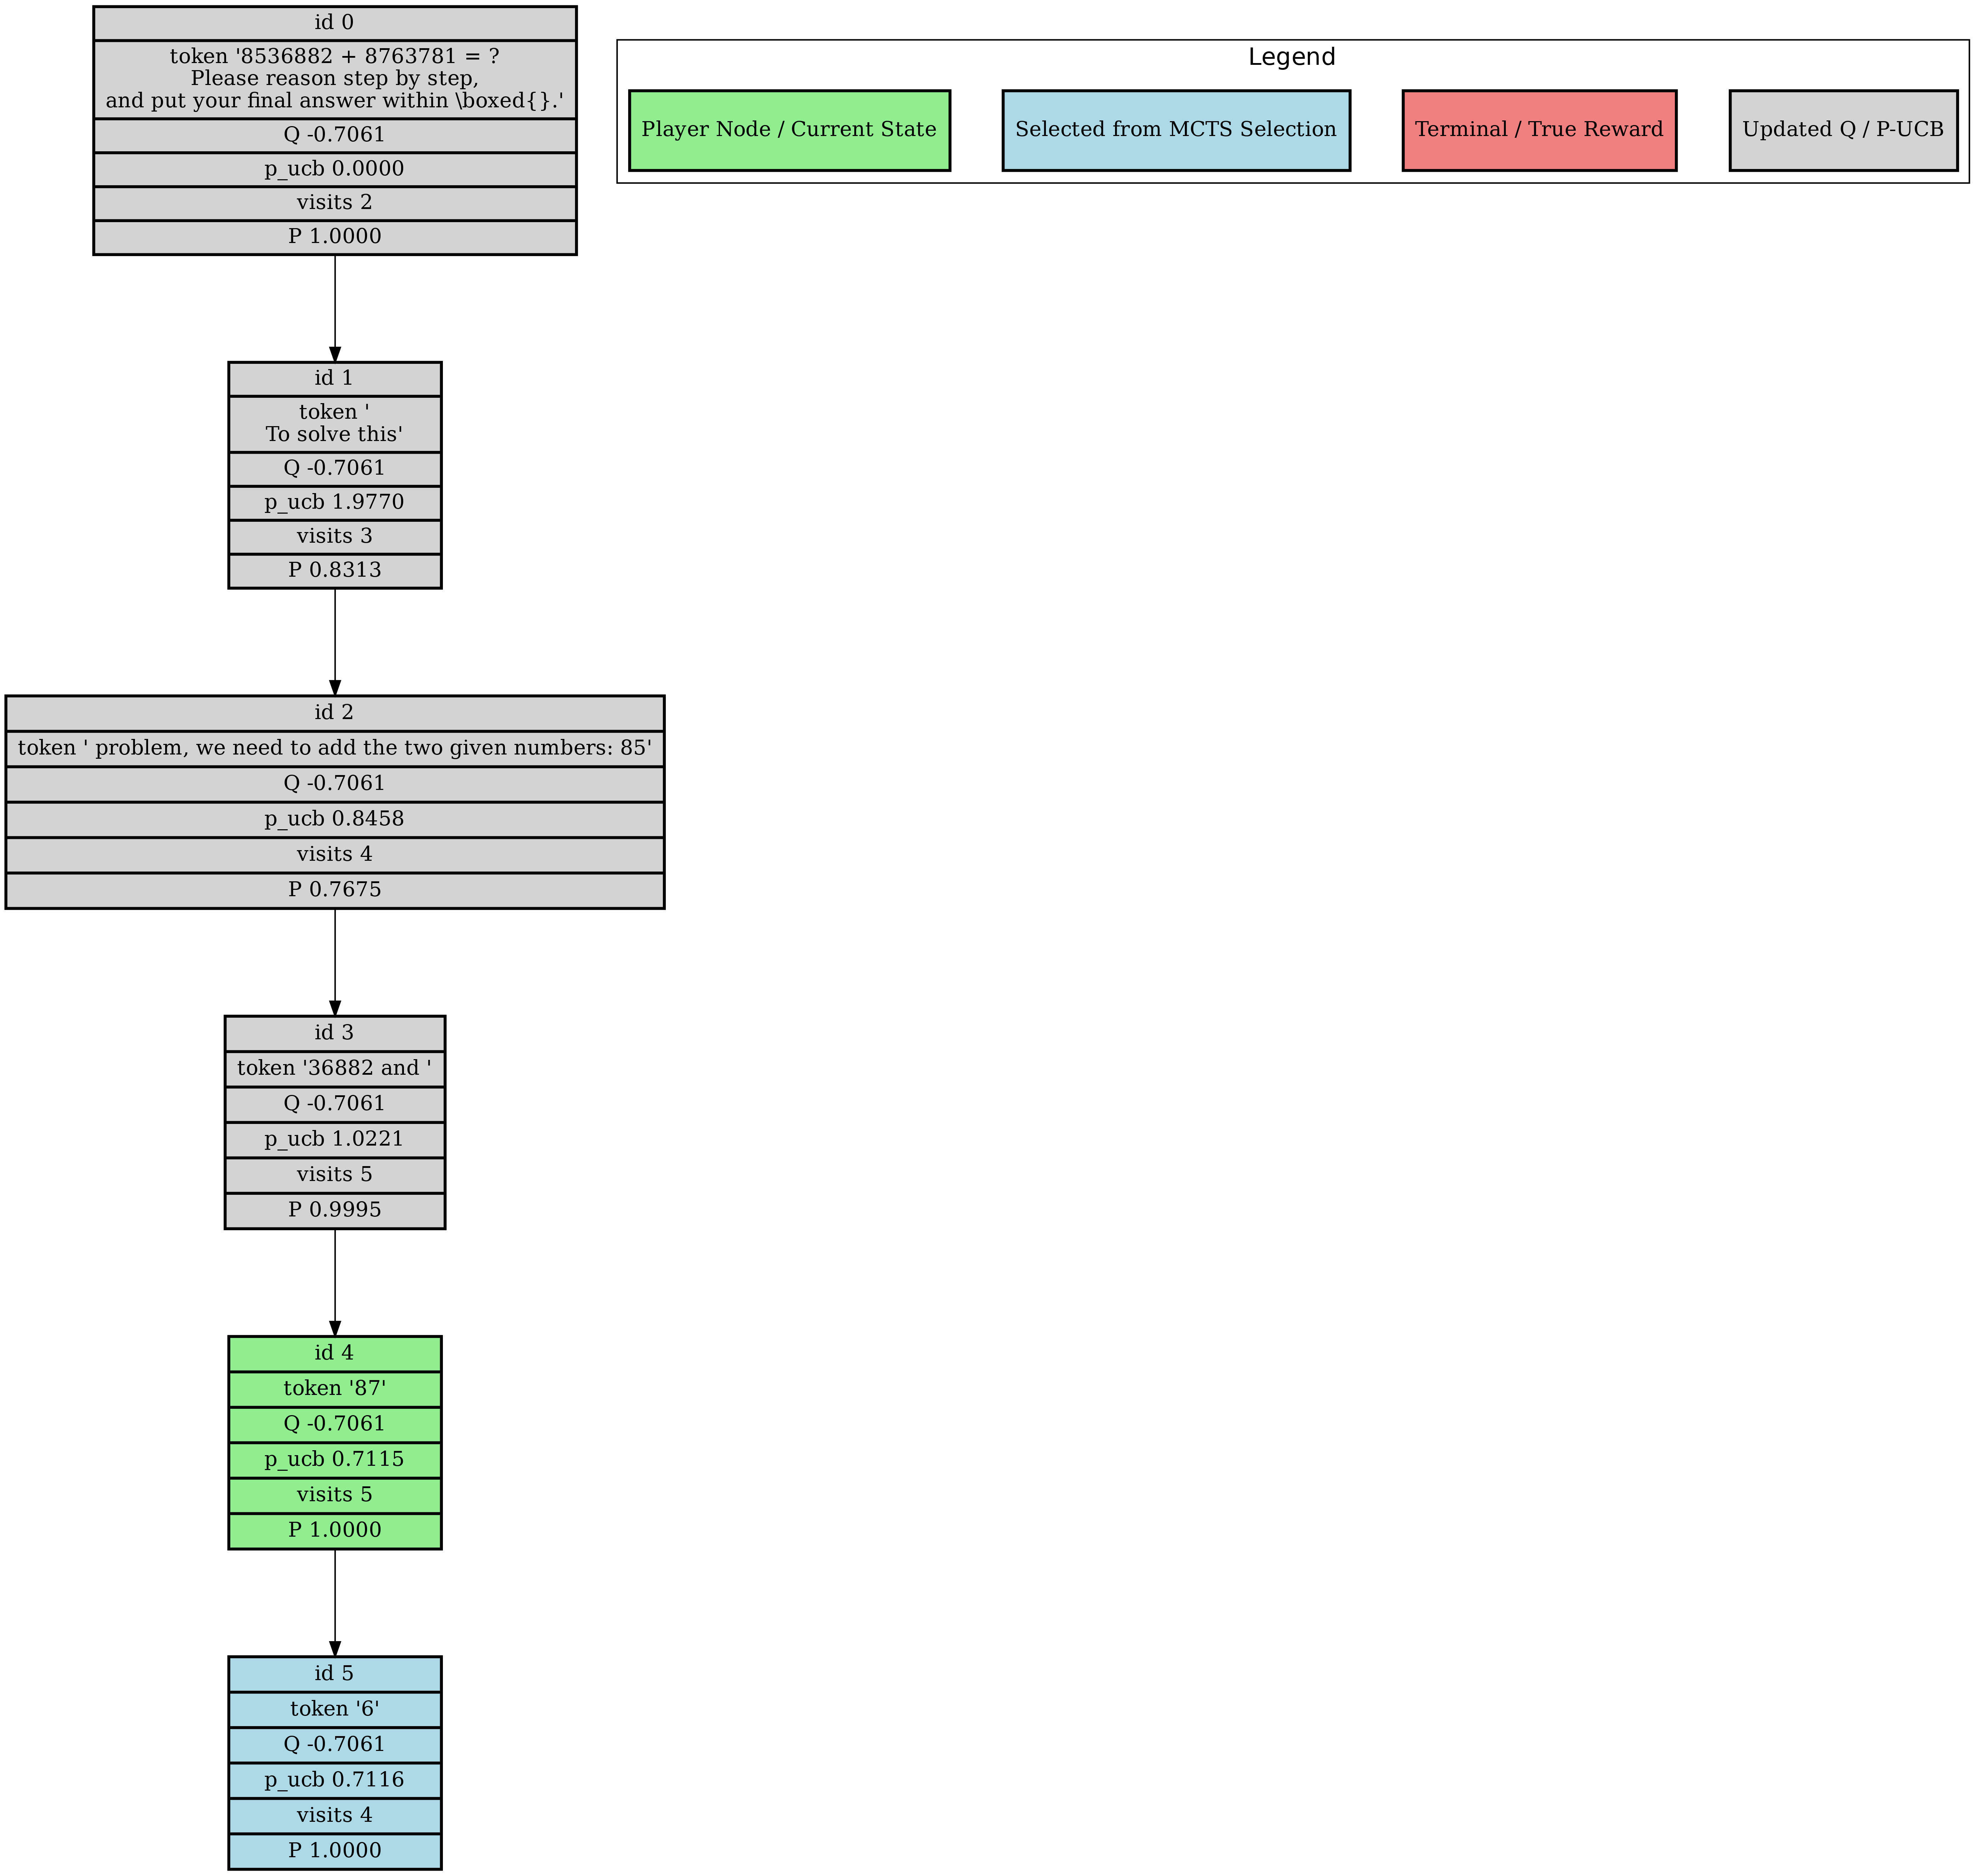 id 0
token '8536882 + 8763781 = ?
Please reason step by step,
and put your final answer within \boxed{}.'
Q -0.7061
p_ucb 0.0000
visits 2
P 1.0000
Legend
Player Node / Current State
Selected from MCTS Selection
Terminal / True Reward
Updated Q / P-UCB
id 1
token '
To solve this'
Q -0.7061
p_ucb 1.9770
visits 3
P 0.8313
id 2
token ' problem, we need to add the two given numbers: 85'
Q -0.7061
p_ucb 0.8458
visits 4
P 0.7675
id 3
token '36882 and '
Q -0.7061
p_ucb 1.0221
visits 5
P 0.9995
id 4
token '87'
Q -0.7061
p_ucb 0.7115
visits 5
P 1.0000
id 5
token '6'
Q -0.7061
p_ucb 0.7116
visits 4
P 1.0000